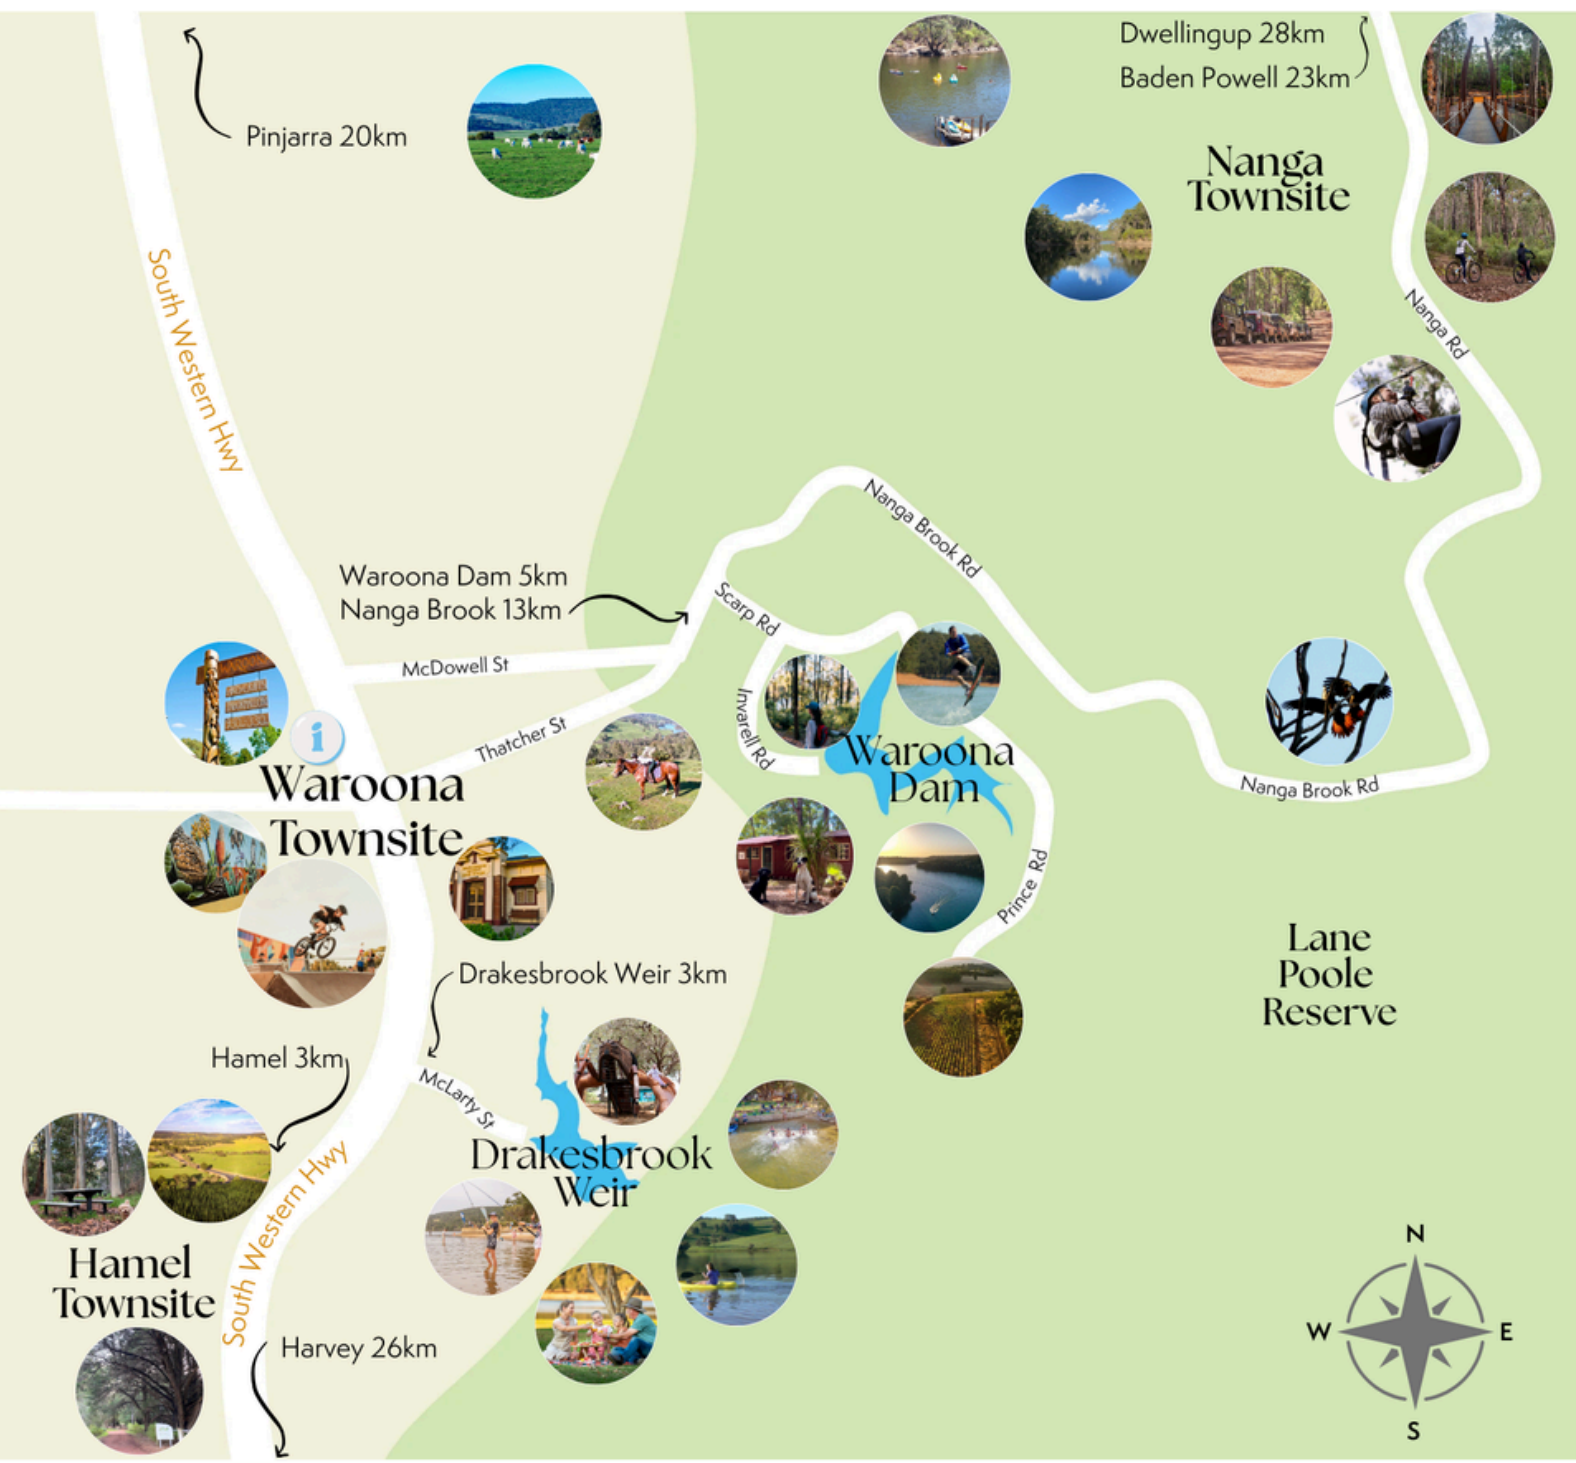 Dwellingup 28km
Baden Powell 23km
Pinjarra 20km
Nanga
Townsite
South Western Hwy
Nanga Rd
Nanga Brook Rd
Waroona Dam 5km
Nanga Brook 13km
Scarp Rd
McDowell St
Invarell Rd
Thatcher St
i
Waroona
Dam
Waroona
Townsite
Nanga Brook Rd
Prince Rd
Lane
Poole
Reserve
Drakesbrook Weir 3km
Hamel 3km
McLarty St
Drakesbrook
Weir
South Western Hwy
Hamel
Townsite
Harvey 26km
N
W
E
S